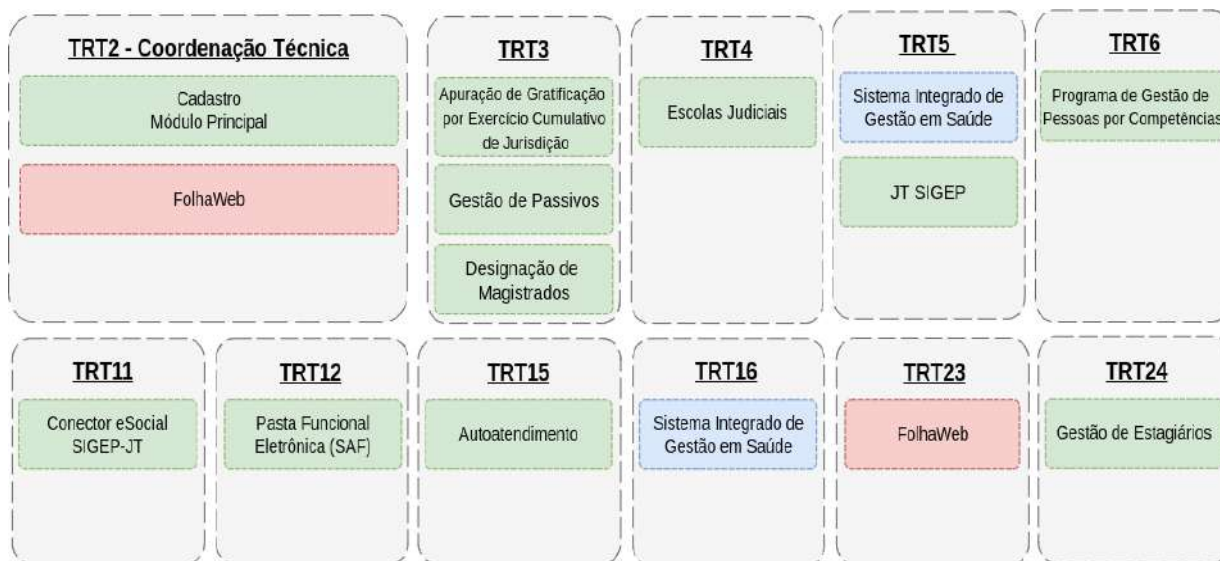 TRT2 - Coordenação Técnica
Cadastro
Módulo Principal
FolhaWeb
TRT3
Apuração de Gratificação
por Exercício Cumulativo
de Jurisdição
Gestão de Passivos
Designação de
Magistrados
TRT4
Escolas Judiciais
TRT5
Sistema Integrado de
Gestão em Saúde
JT SIGEP
TRT6
Programa de Gestão de
Pessoas por Competências
TRT11
Conector eSocial
SIGEP-JT
TRT12
Pasta Funcional
Eletrônica (SAF)
TRT15
Autoatendimento
TRT16
Sistema Integrado de
Gestão em Saúde
TRT23
FolhaWeb
TRT24
Gestão de Estagiários